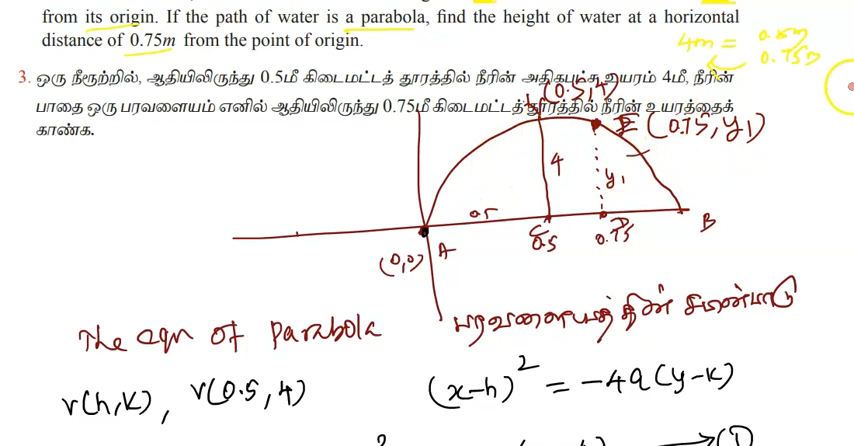 from its origin. If the path of water is a parabola, find the height of water at a horizontal
distance of 0.75m from the point of origin.
4m = 0.5m
0.75m
3. ஒரு நீரூற்றில், ஆதியிலிருந்து 0.5மீ கிடைமட்டத் தூரத்தில் நீரின் அதிகபட்ச உயரம் 4மீ, நீரின்
பாதை ஒரு பரவளையம் எனில் ஆதியிலிருந்து 0.75மீ கிடைமட்டத் தூரத்தில் நீரின் உயரத்தைக்
காண்க.
(0.5, 4)
(0.75, y1)
4
y1
0.5
C
0.5
0.75
B
(0,0) A
The eqn of parabola
பரவளையத்தின் சமன்பாடு
V(h,k), V(0.5, 4)
(x-h)² = -4a(y-k)
(1)